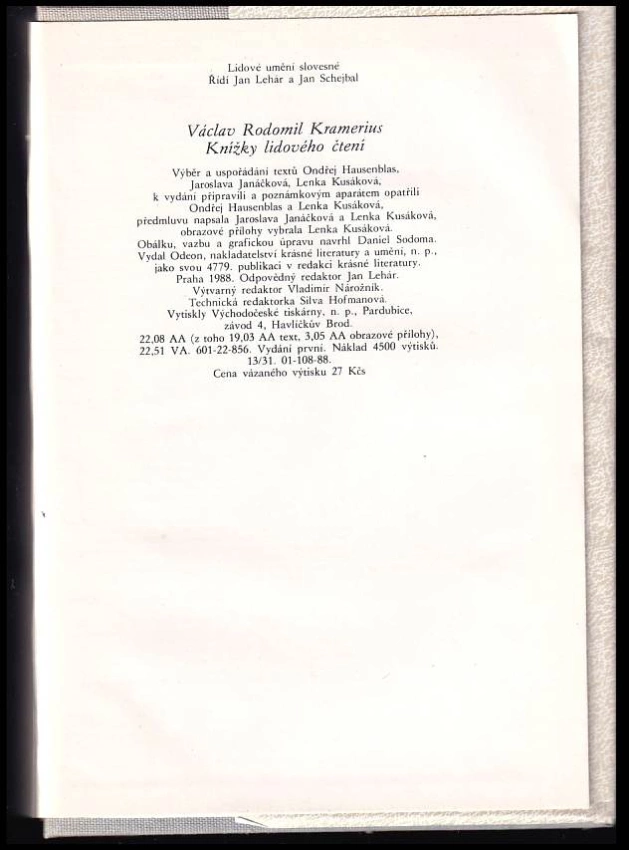 Lidové umění slovesné
Řídí Jan Lehár a Jan Schejbal
Václav Rodomil Kramerius
Knížky lidového čtení
Výběr a uspořádání textů Ondřej Hausenblas,
Jaroslava Janáčková, Lenka Kusáková,
k vydání připravili a poznámkovým aparátem opatřili
Ondřej Hausenblas a Lenka Kusáková,
předmluvu napsala Jaroslava Janáčková a Lenka Kusáková,
obrazové přílohy vybrala Lenka Kusáková.
Obálku, vazbu a grafickou úpravu navrhl Daniel Sodoma.
Vydal Odeon, nakladatelství krásné literatury a umění, n. p.,
jako svou 4779. publikaci v redakci krásné literatury.
Praha 1988. Odpovědný redaktor Jan Lehár.
Výtvarný redaktor Vladimír Nárožník.
Technická redaktorka Silva Hofmanová.
Vytiskly Východočeské tiskárny, n. p., Pardubice,
závod 4, Havlíčkův Brod.
22,08 AA (z toho 19,03 AA text, 3,05 AA obrazové přílohy),
22,51 VA. 601-22-856. Vydání první. Náklad 4500 výtisků.
13/31. 01-108-88.
Cena vázaného výtisku 27 Kčs